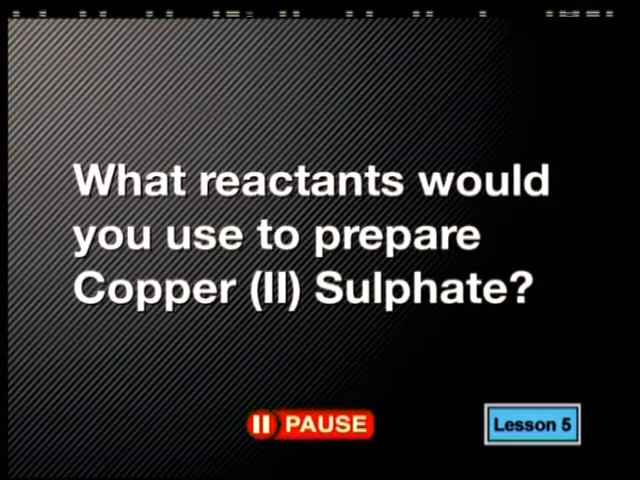 What reactants would
you use to prepare
Copper (II) Sulphate?
PAUSE
Lesson 5